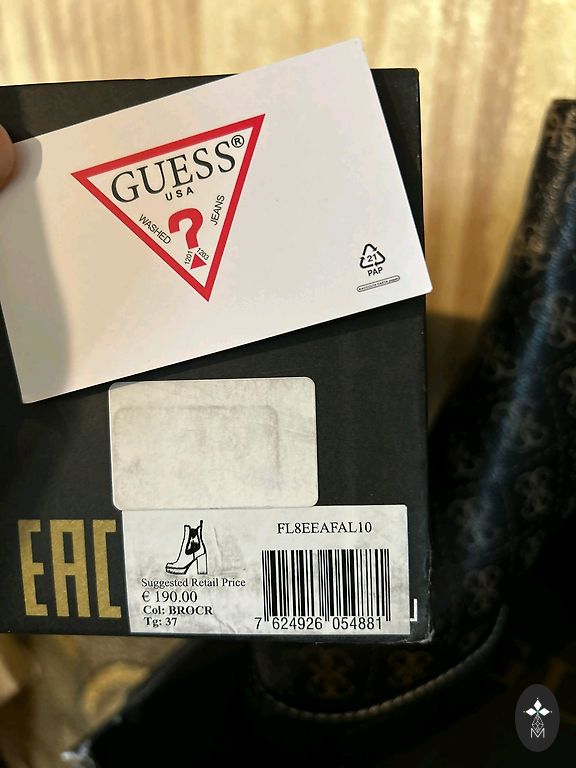 GUESS®
USA
WASHED
JEANS
?
1201
1203
21
PAP
EAC
FL8EEAFAL10
Suggested Retail Price
€ 190.00
Col: BROCR
Tg: 37
7 624926 054881
M